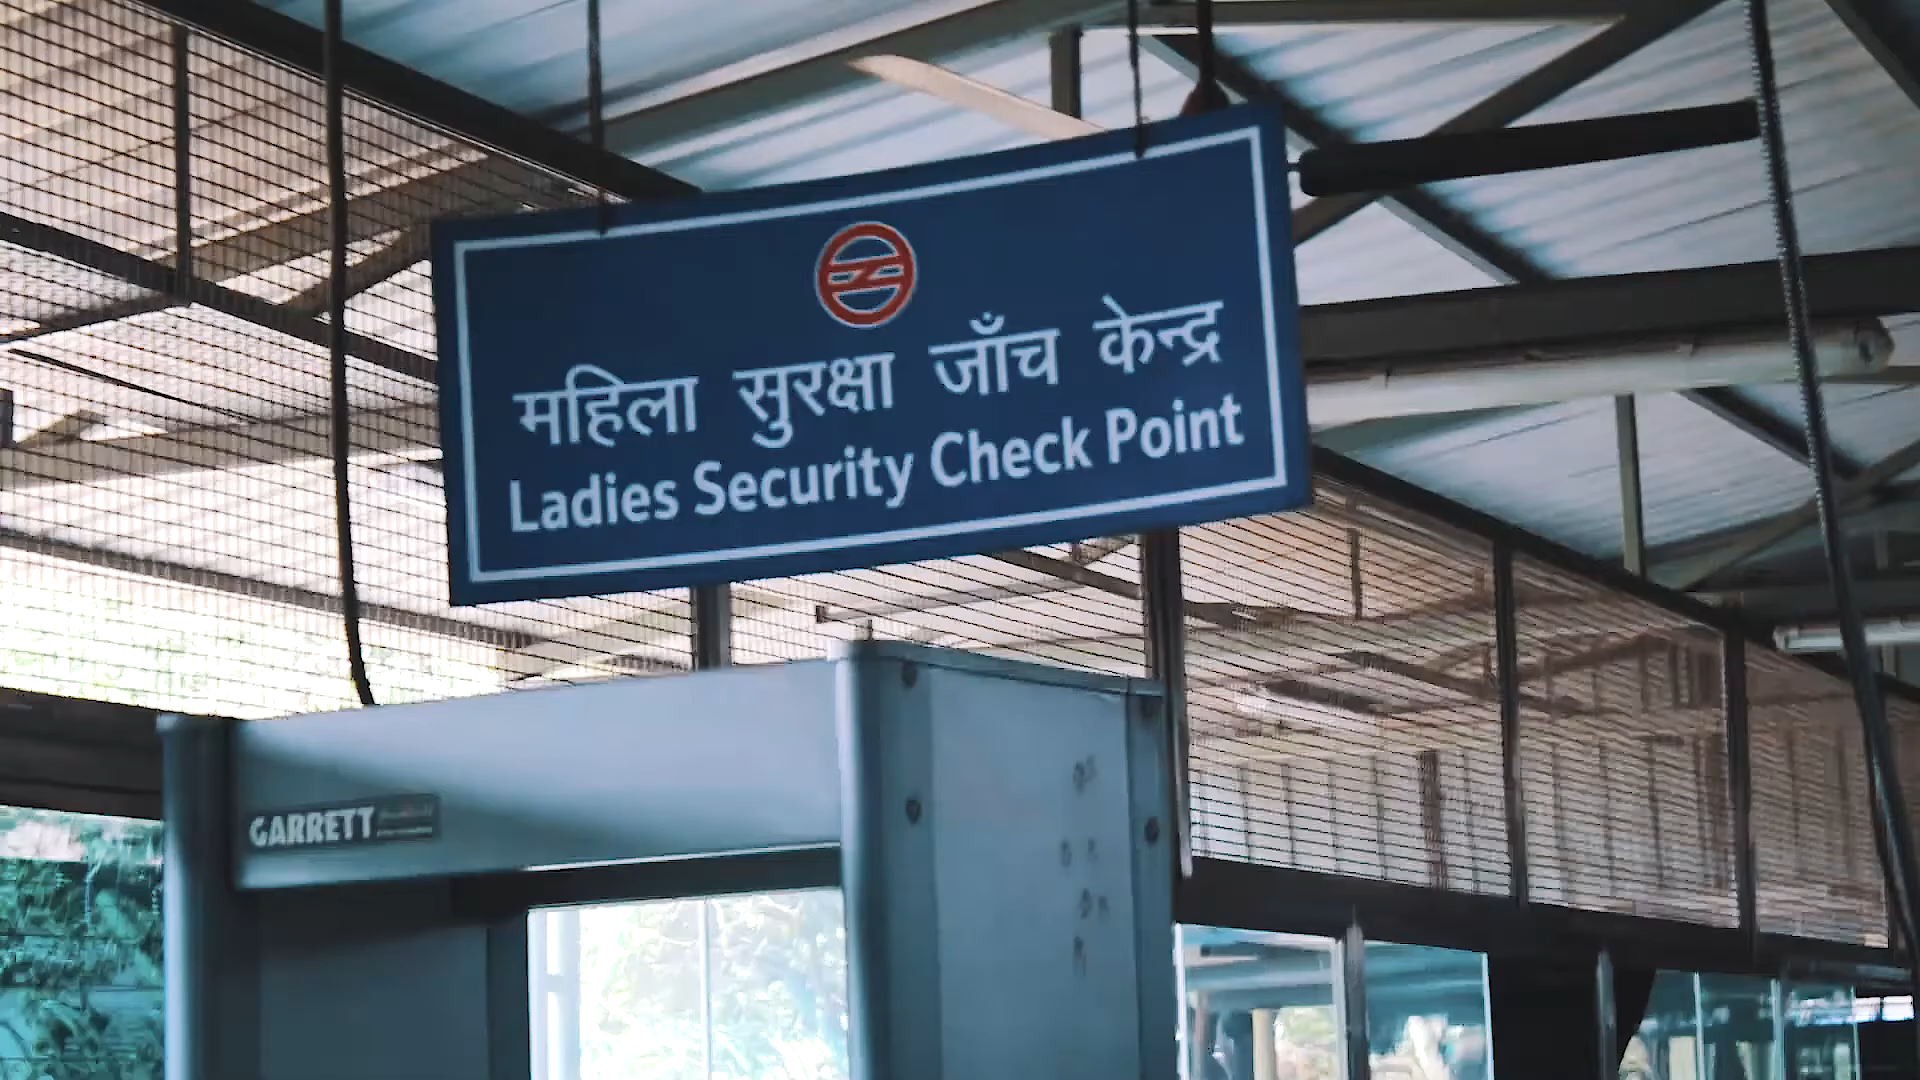 महिला सुरक्षा जाँच केन्द्र
Ladies Security Check Point
GARRETT